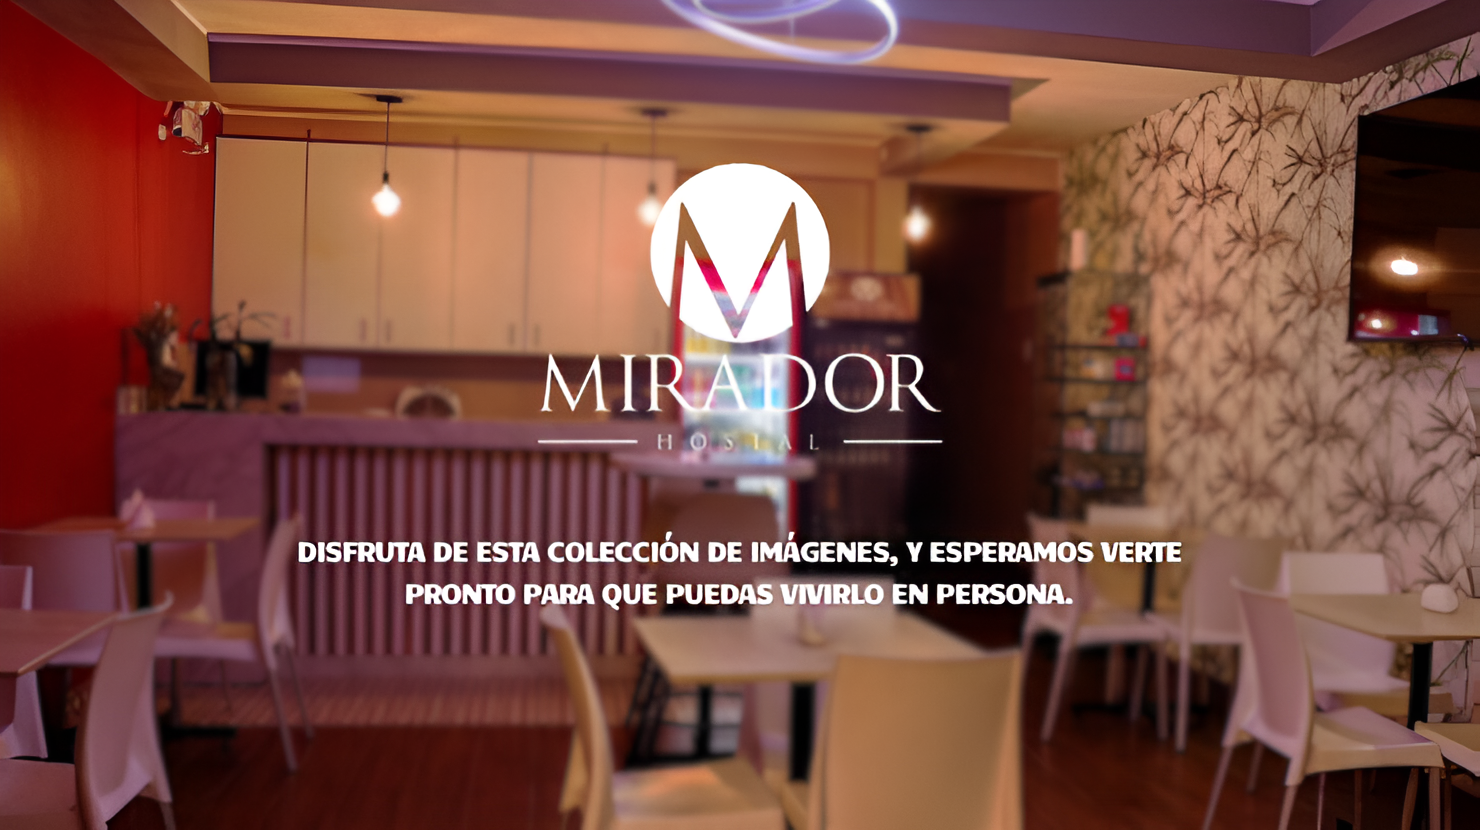 M
MIRADOR
HOSTAL
DISFRUTA DE ESTA COLECCIÓN DE IMÁGENES, Y ESPERAMOS VERTE
PRONTO PARA QUE PUEDAS VIVIRLO EN PERSONA.